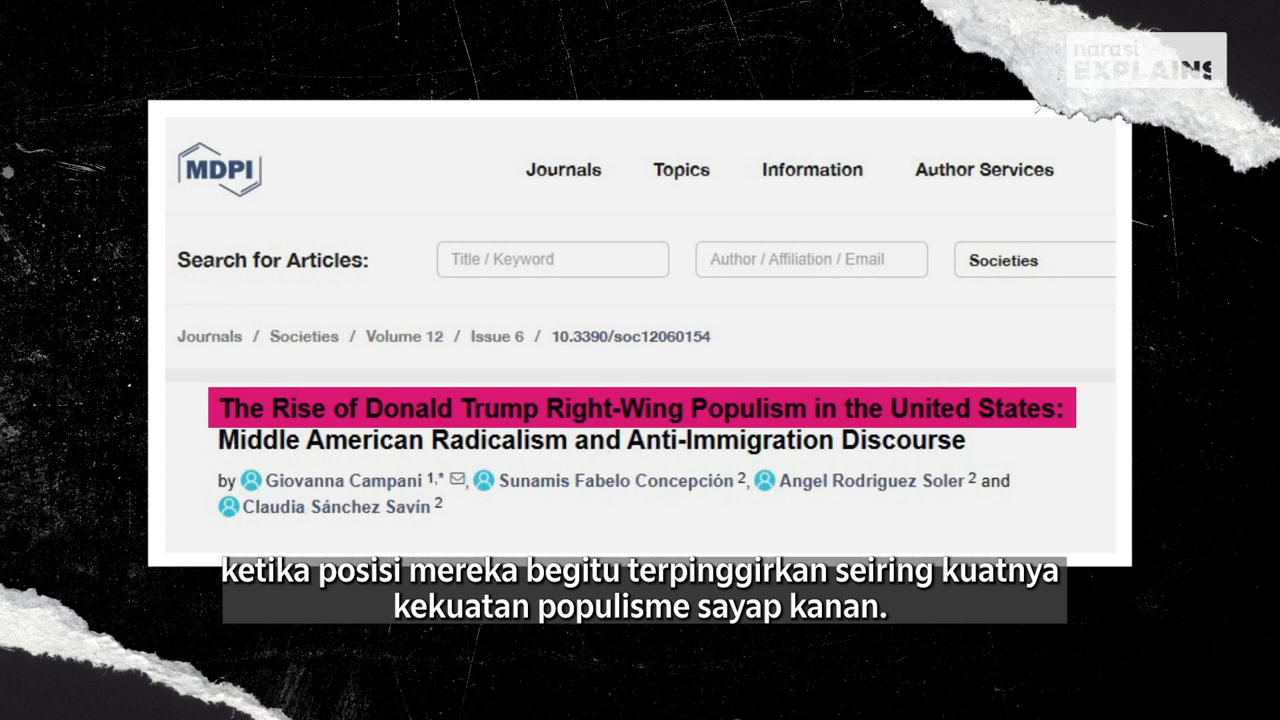 narasi
EXPLAINS
MDPI
Journals Topics Information Author Services
Search for Articles: Title / Keyword Author / Affiliation / Email Societies
Journals / Societies / Volume 12 / Issue 6 / 10.3390/soc12060154
The Rise of Donald Trump Right-Wing Populism in the United States:
Middle American Radicalism and Anti-Immigration Discourse
by Giovanna Campani 1,* , Sunamis Fabelo Concepción 2, Angel Rodriguez Soler 2 and
Claudia Sánchez Savín 2
ketika posisi mereka begitu terpinggirkan seiring kuatnya
kekuatan populisme sayap kanan.